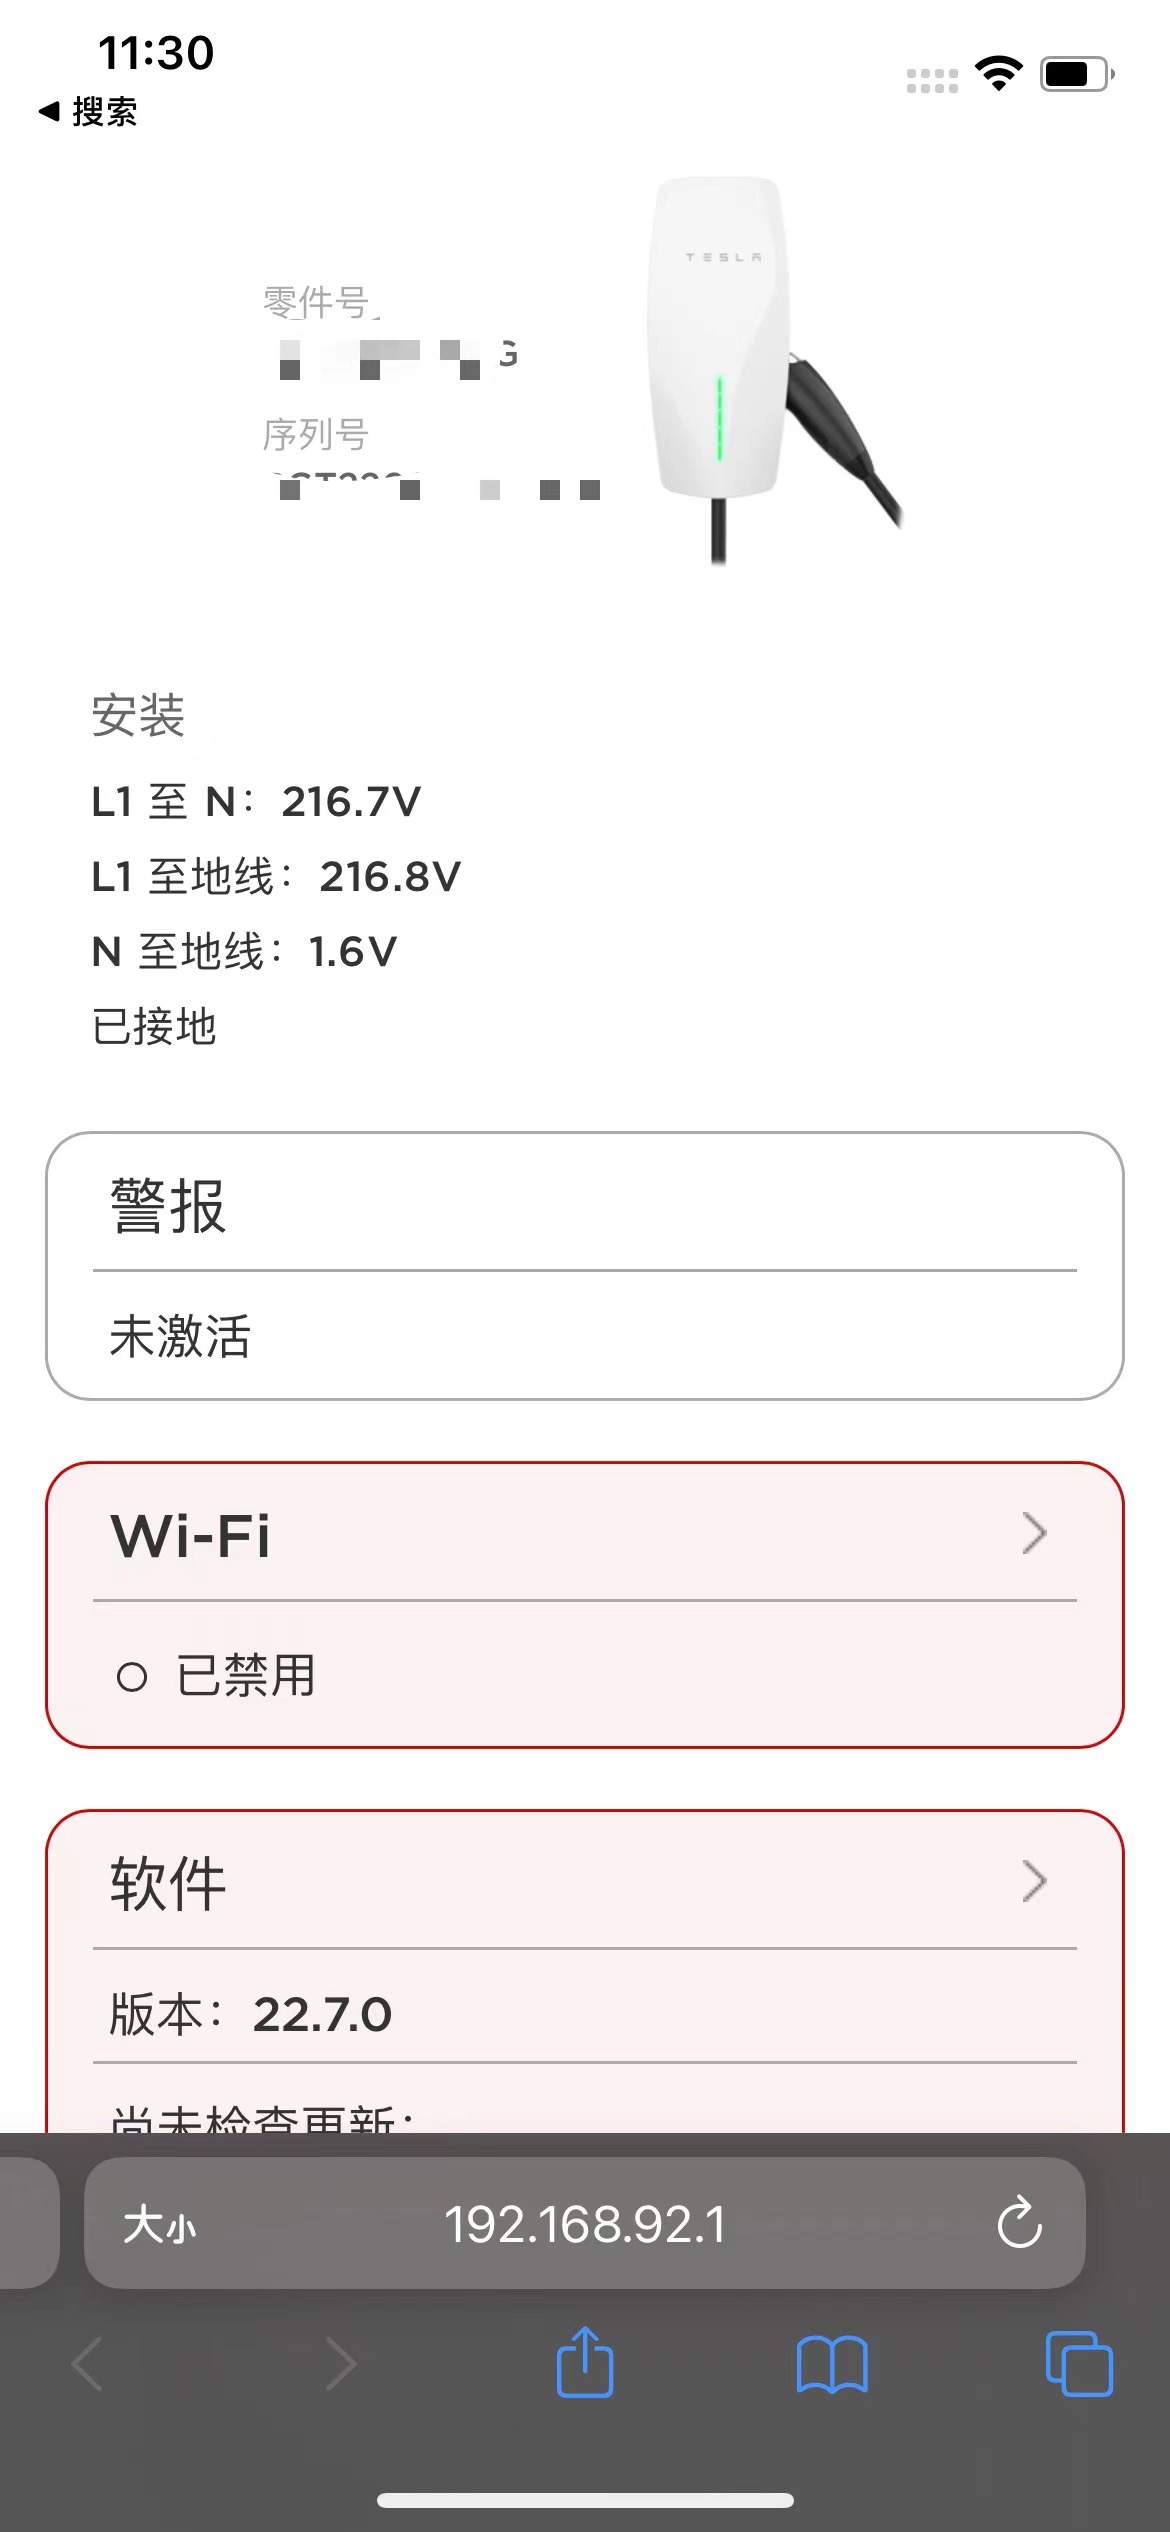 11:30
搜索
TESLA
零件号
G
序列号
安装
L1 至 N：216.7V
L1 至地线：216.8V
N 至地线：1.6V
已接地
警报
未激活
Wi-Fi
已禁用
软件
版本：22.7.0
尚未检查更新：
大小
192.168.92.1